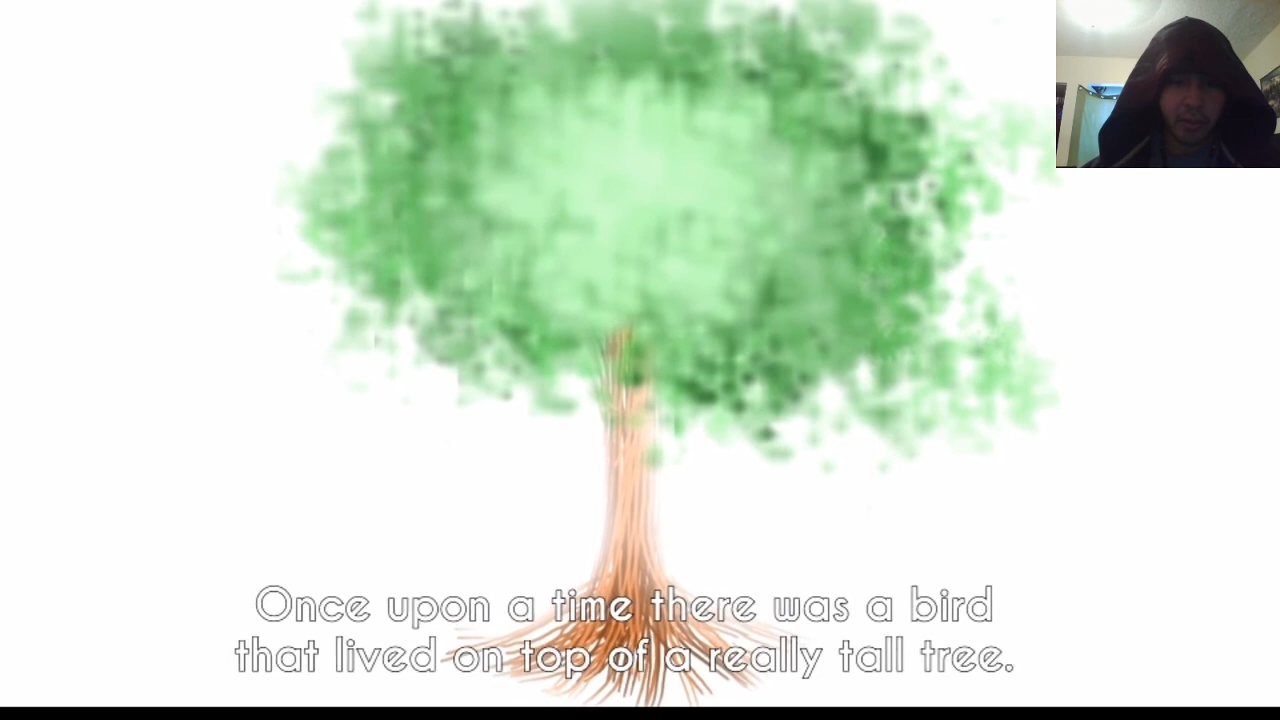 Once upon a time there was a bird
that lived on top of a really tall tree.